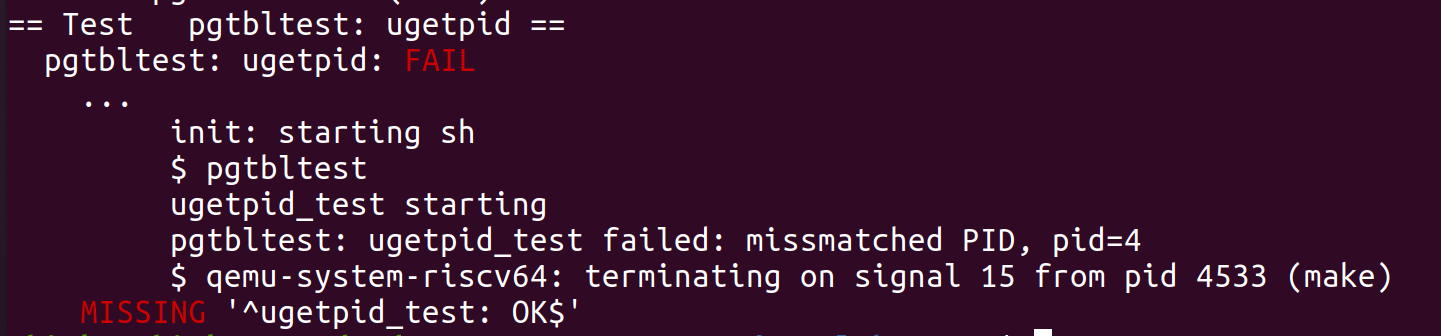 == Test   pgtbltest: ugetpid ==
  pgtbltest: ugetpid: FAIL
    ...
         init: starting sh
         $ pgtbltest
         ugetpid_test starting
         pgtbltest: ugetpid_test failed: missmatched PID, pid=4
         $ qemu-system-riscv64: terminating on signal 15 from pid 4533 (make)
    MISSING '^ugetpid_test: OK$'